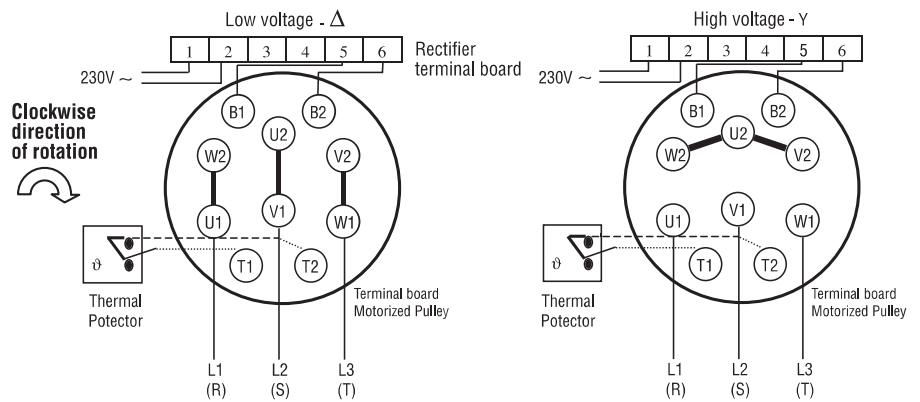 Low voltage - Δ
1 2 3 4 5 6
Rectifier
terminal board
230V ~
Clockwise
direction
of rotation
B1 B2
U2
W2 V2
V1
U1 W1
T1 T2
ϑ
Thermal
Potector
Terminal board
Motorized Pulley
L1 L2 L3
(R) (S) (T)
High voltage - Y
1 2 3 4 5 6
230V ~
B1 B2
U2
W2 V2
V1
U1 W1
T1 T2
ϑ
Thermal
Potector
Terminal board
Motorized Pulley
L1 L2 L3
(R) (S) (T)